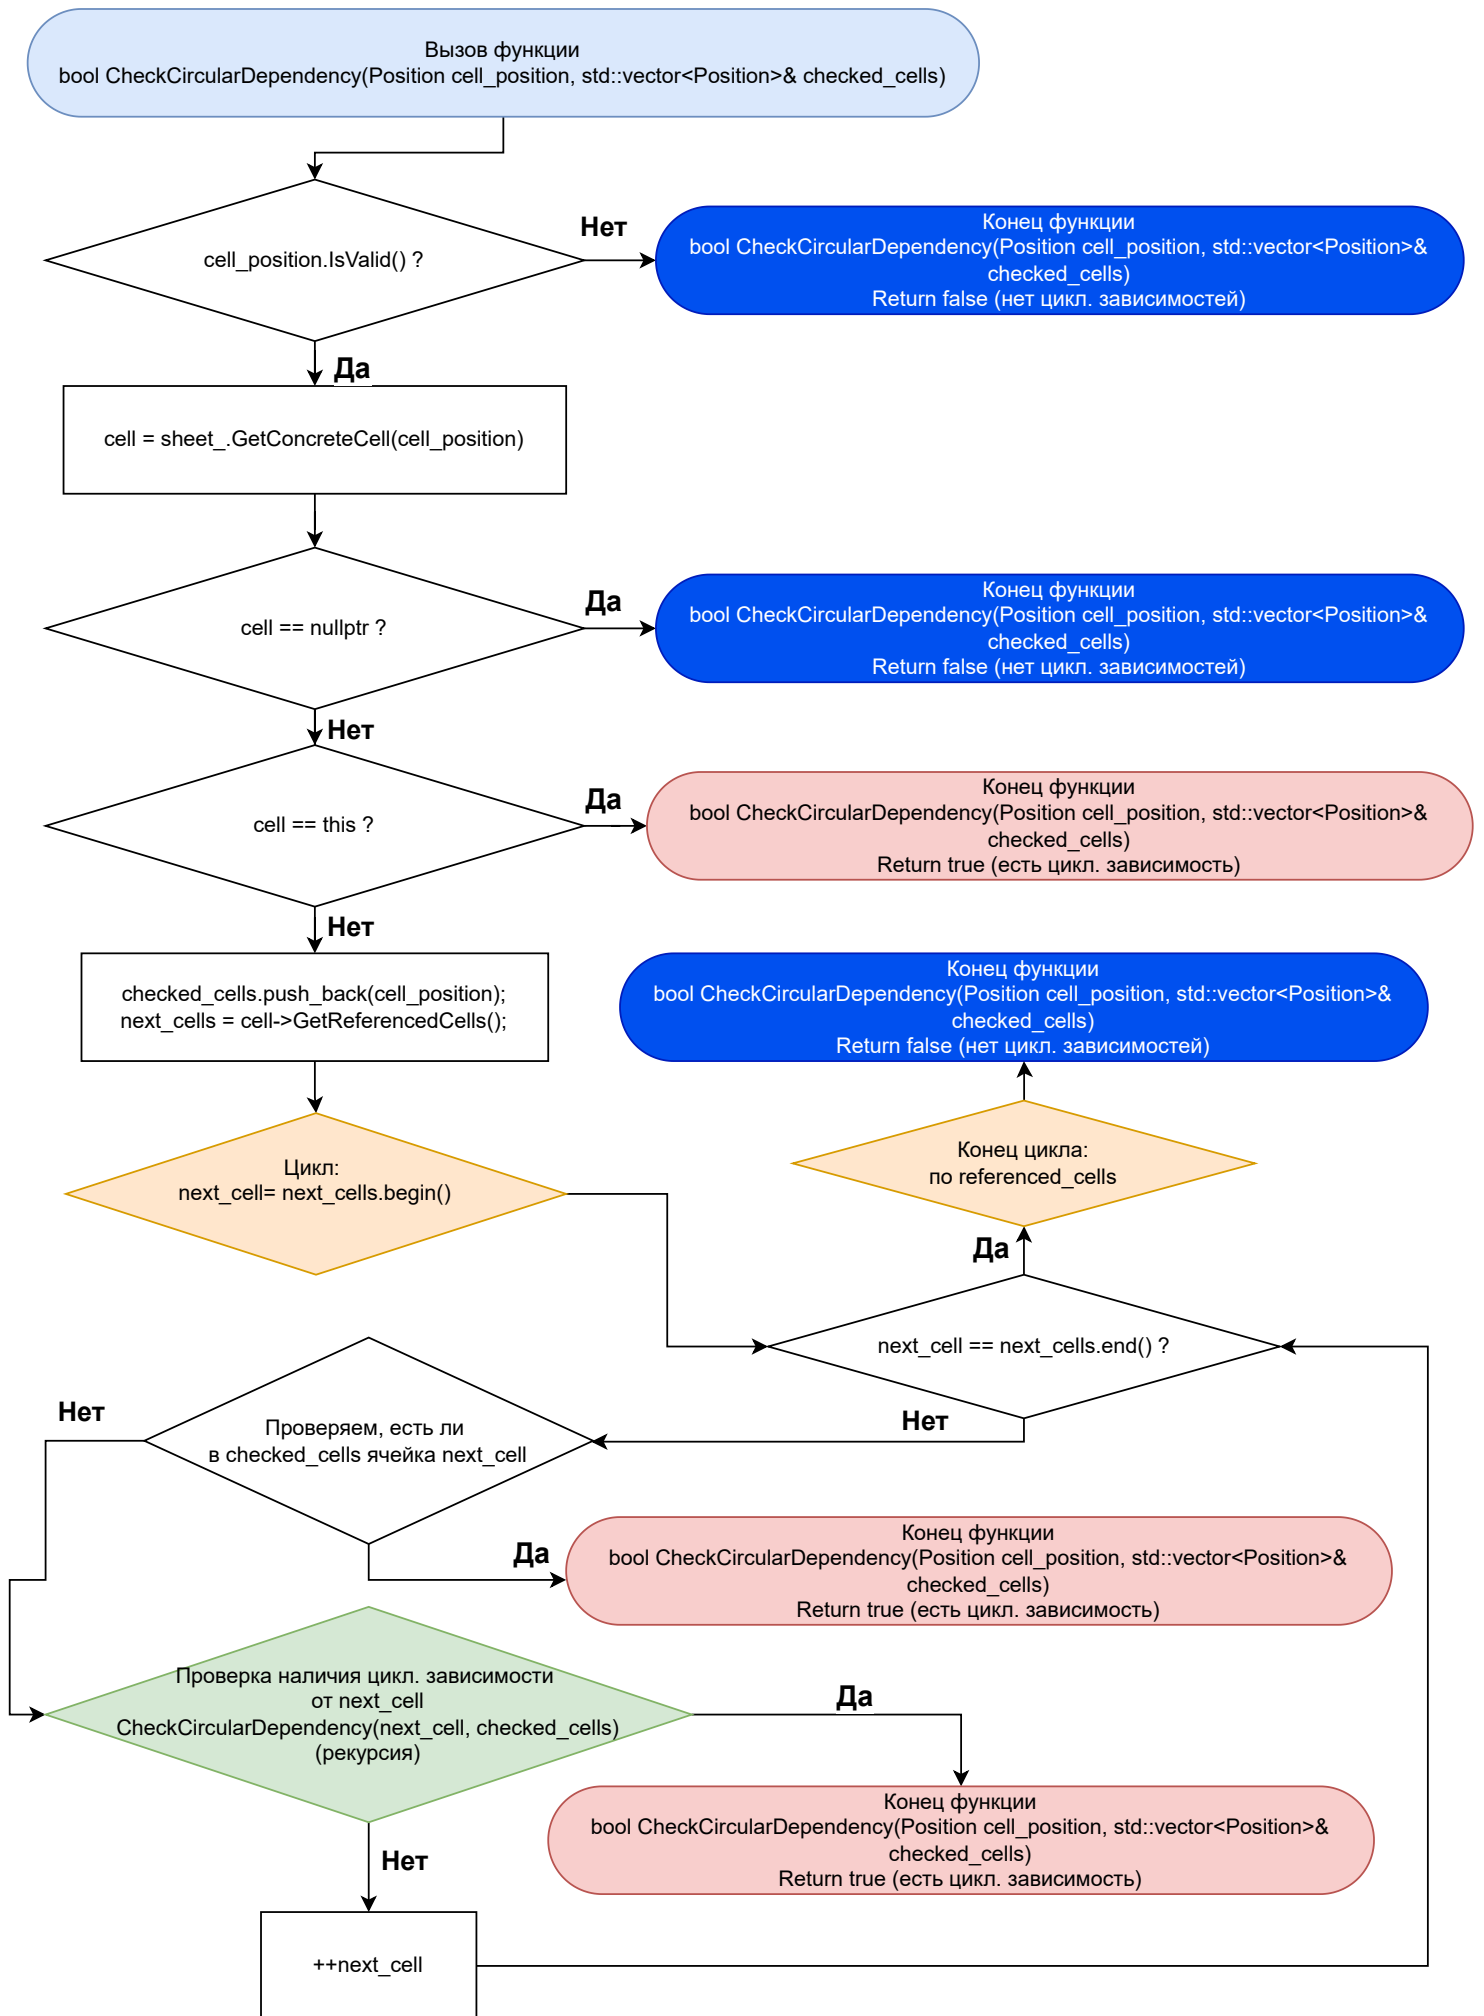 Вызов функции
bool CheckCircularDependency(Position cell_position, std::vector<Position>& checked_cells)
cell_position.IsValid() ?
Нет
Конец функции
bool CheckCircularDependency(Position cell_position, std::vector<Position>&
checked_cells)
Return false (нет цикл. зависимостей)
Да
cell = sheet_.GetConcreteCell(cell_position)
cell == nullptr ?
Да
Конец функции
bool CheckCircularDependency(Position cell_position, std::vector<Position>&
checked_cells)
Return false (нет цикл. зависимостей)
Нет
cell == this ?
Да
Конец функции
bool CheckCircularDependency(Position cell_position, std::vector<Position>&
checked_cells)
Return true (есть цикл. зависимость)
Нет
checked_cells.push_back(cell_position);
next_cells = cell->GetReferencedCells();
Конец функции
bool CheckCircularDependency(Position cell_position, std::vector<Position>&
checked_cells)
Return false (нет цикл. зависимостей)
Цикл:
next_cell= next_cells.begin()
Конец цикла:
по referenced_cells
Да
next_cell == next_cells.end() ?
Нет
Проверяем, есть ли
в checked_cells ячейка next_cell
Нет
Да
Конец функции
bool CheckCircularDependency(Position cell_position, std::vector<Position>&
checked_cells)
Return true (есть цикл. зависимость)
Проверка наличия цикл. зависимости
от next_cell
CheckCircularDependency(next_cell, checked_cells)
(рекурсия)
Да
Конец функции
bool CheckCircularDependency(Position cell_position, std::vector<Position>&
checked_cells)
Return true (есть цикл. зависимость)
Нет
++next_cell